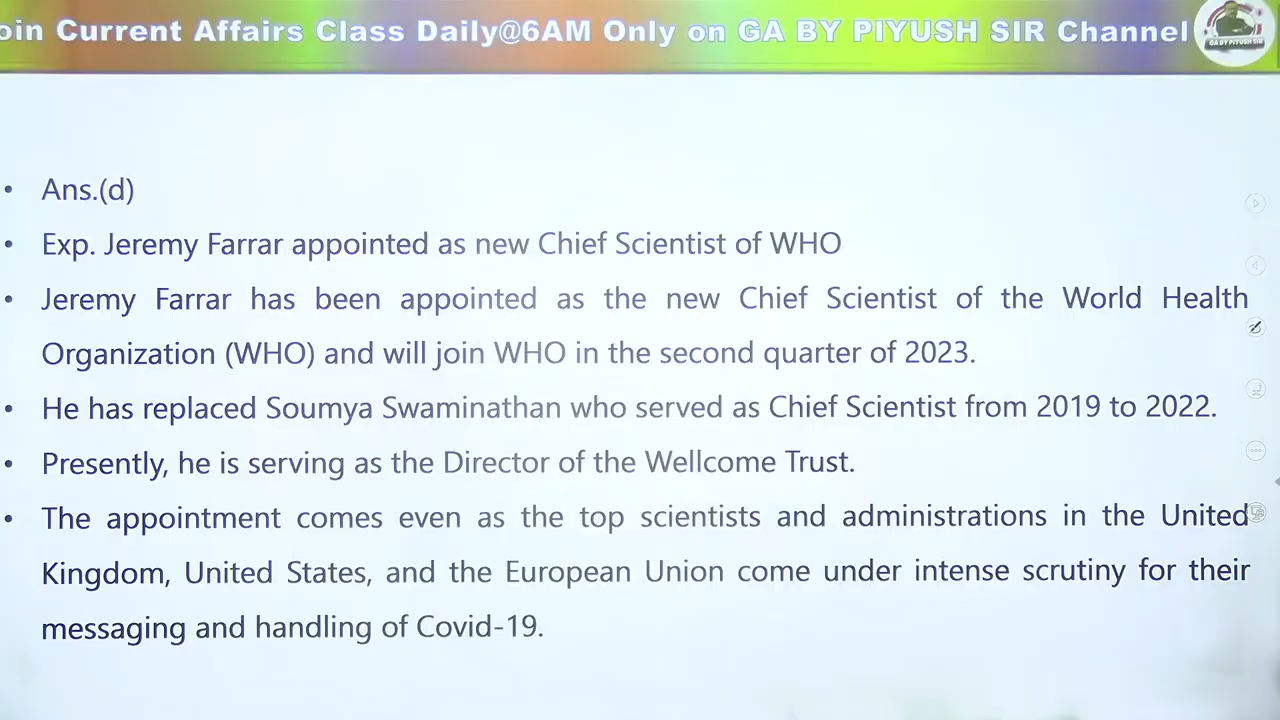 oin Current Affairs Class Daily@6AM Only on GA BY PIYUSH SIR Channel
GA BY PIYUSH SIR
• Ans.(d)
• Exp. Jeremy Farrar appointed as new Chief Scientist of WHO
• Jeremy Farrar has been appointed as the new Chief Scientist of the World Health
Organization (WHO) and will join WHO in the second quarter of 2023.
• He has replaced Soumya Swaminathan who served as Chief Scientist from 2019 to 2022.
• Presently, he is serving as the Director of the Wellcome Trust.
• The appointment comes even as the top scientists and administrations in the United
Kingdom, United States, and the European Union come under intense scrutiny for their
messaging and handling of Covid-19.